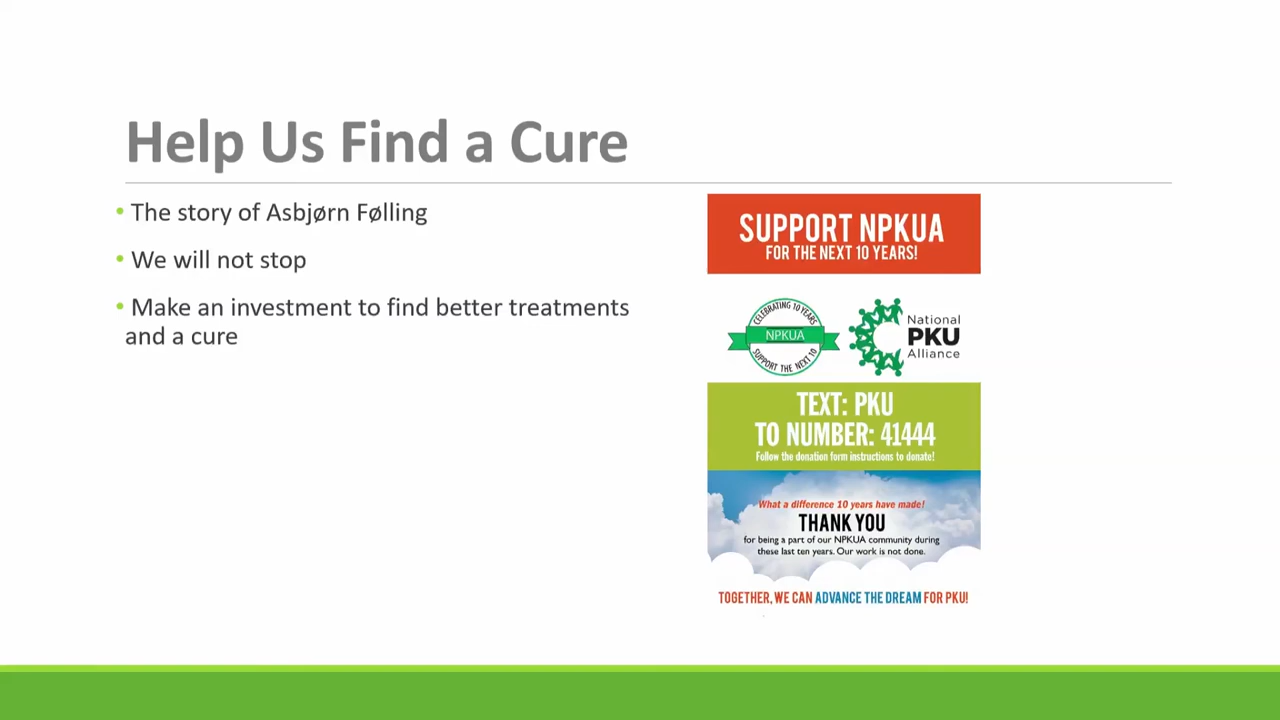 Help Us Find a Cure
• The story of Asbjørn Følling
• We will not stop
• Make an investment to find better treatments
and a cure
SUPPORT NPKUA
FOR THE NEXT 10 YEARS!
CELEBRATING 10 YEARS
NPKUA
SUPPORT THE NEXT 10
National
PKU
Alliance
TEXT: PKU
TO NUMBER: 41444
Follow the donation form instructions to donate!
What a difference 10 years have made!
THANK YOU
for being a part of our NPKUA community during
these last ten years. Our work is not done.
TOGETHER, WE CAN ADVANCE THE DREAM FOR PKU!